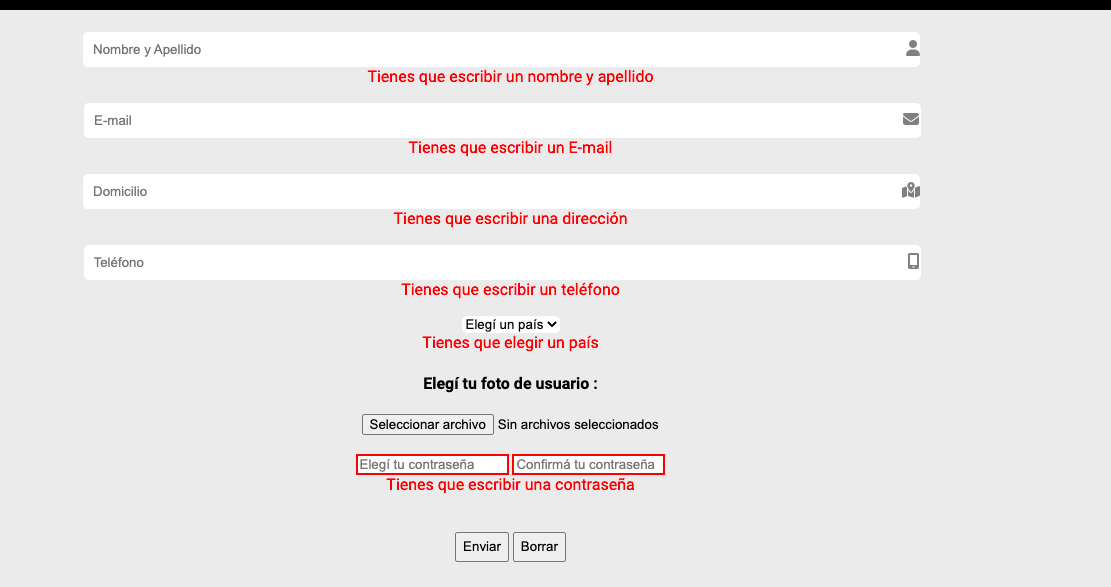 Nombre y Apellido
Tienes que escribir un nombre y apellido
E-mail
Tienes que escribir un E-mail
Domicilio
Tienes que escribir una dirección
Teléfono
Tienes que escribir un teléfono
Elegí un país
Tienes que elegir un país
Elegí tu foto de usuario :
Seleccionar archivo Sin archivos seleccionados
Elegí tu contraseña Confirmá tu contraseña
Tienes que escribir una contraseña
Enviar Borrar